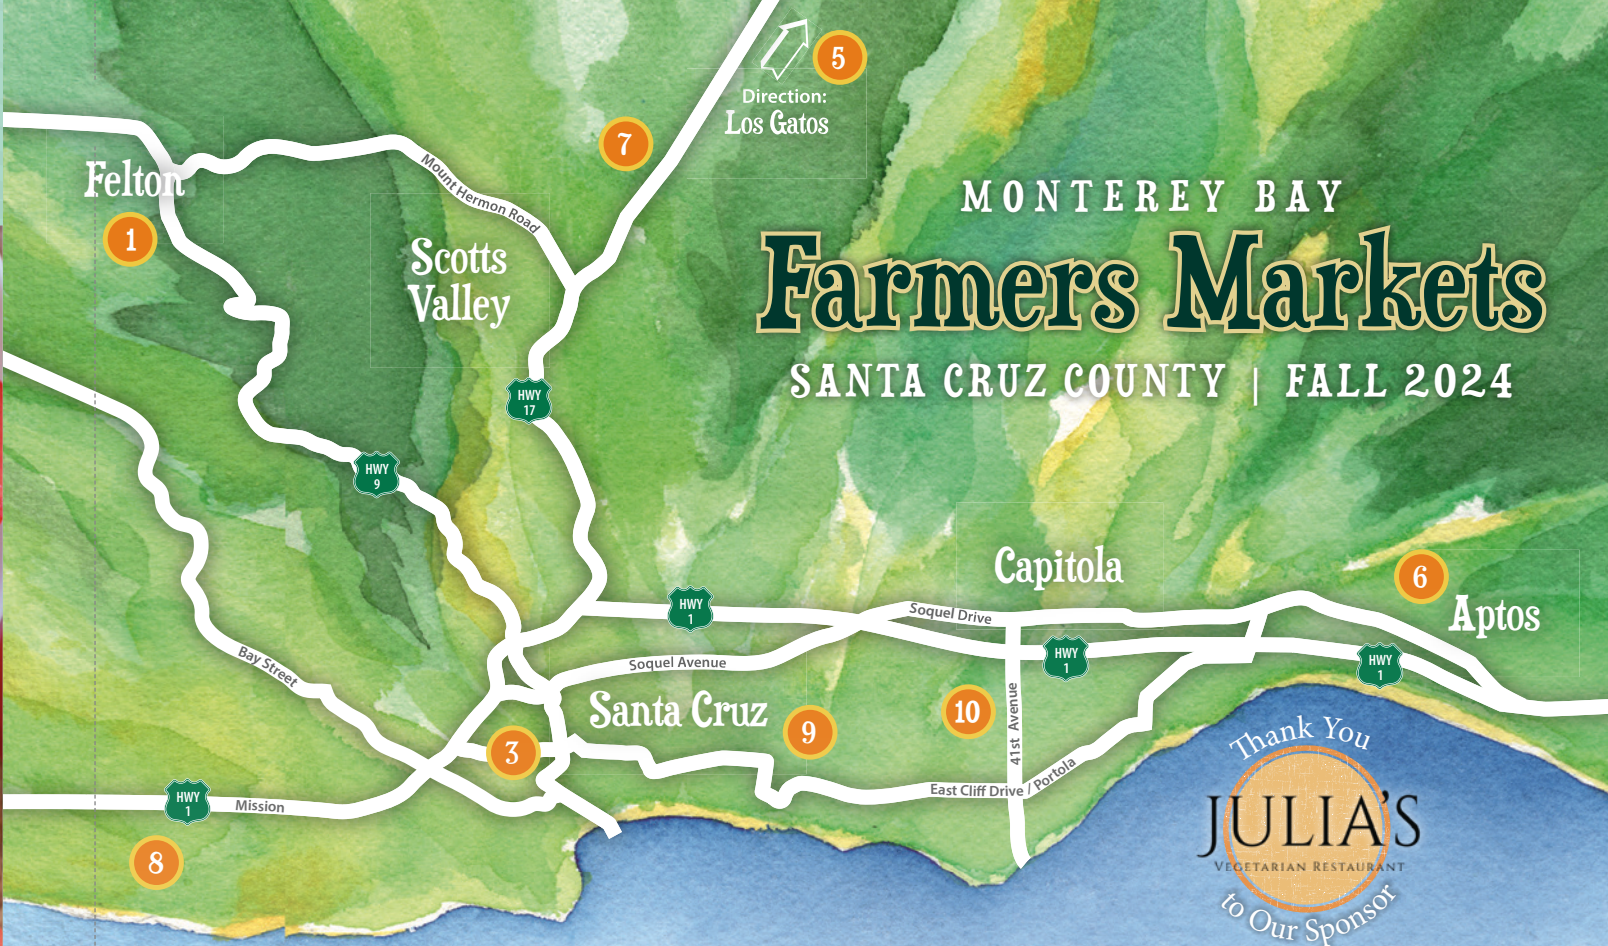 5
Direction:
Los Gatos
7
Felton
1
Mount Hermon Road
Scotts
Valley
MONTEREY BAY
Farmers Markets
SANTA CRUZ COUNTY | FALL 2024
HWY
17
HWY
9
Capitola
6
Aptos
HWY
1
Soquel Drive
HWY
1
HWY
1
Soquel Avenue
Bay Street
Santa Cruz
3
9
10
41st Avenue
East Cliff Drive / Portola
HWY
1
Mission
8
Thank You
JULIA'S
VEGETARIAN RESTAURANT
to Our Sponsor